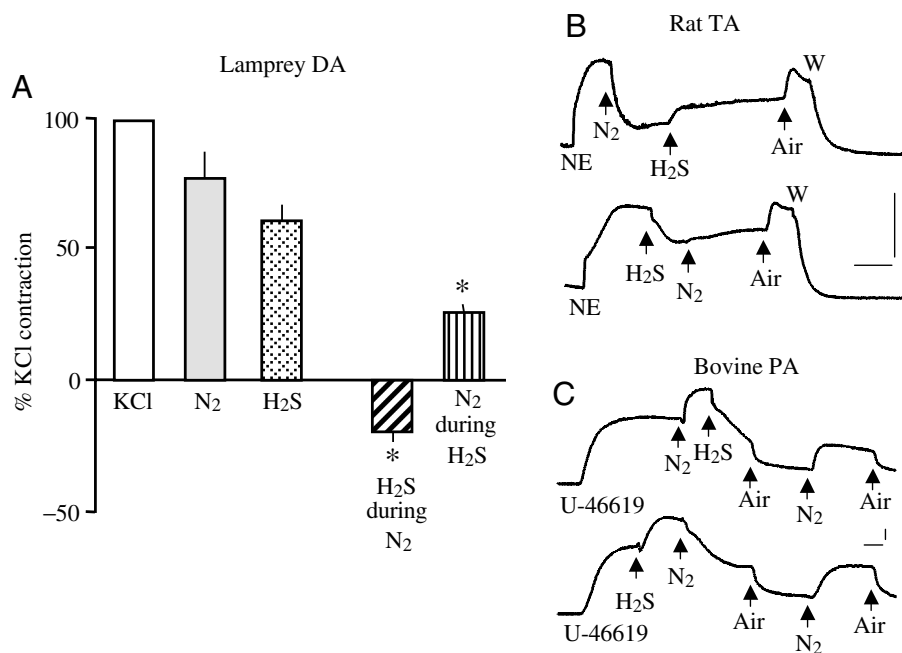 A
Lamprey DA
% KCl contraction
100
50
0
–50
KCl
N2
H2S
*
H2S
during
N2
*
N2
during
H2S
B
Rat TA
NE
N2
H2S
Air
W
NE
H2S
N2
Air
W
C
Bovine PA
U-46619
N2
H2S
Air
N2
Air
U-46619
H2S
N2
Air
N2
Air